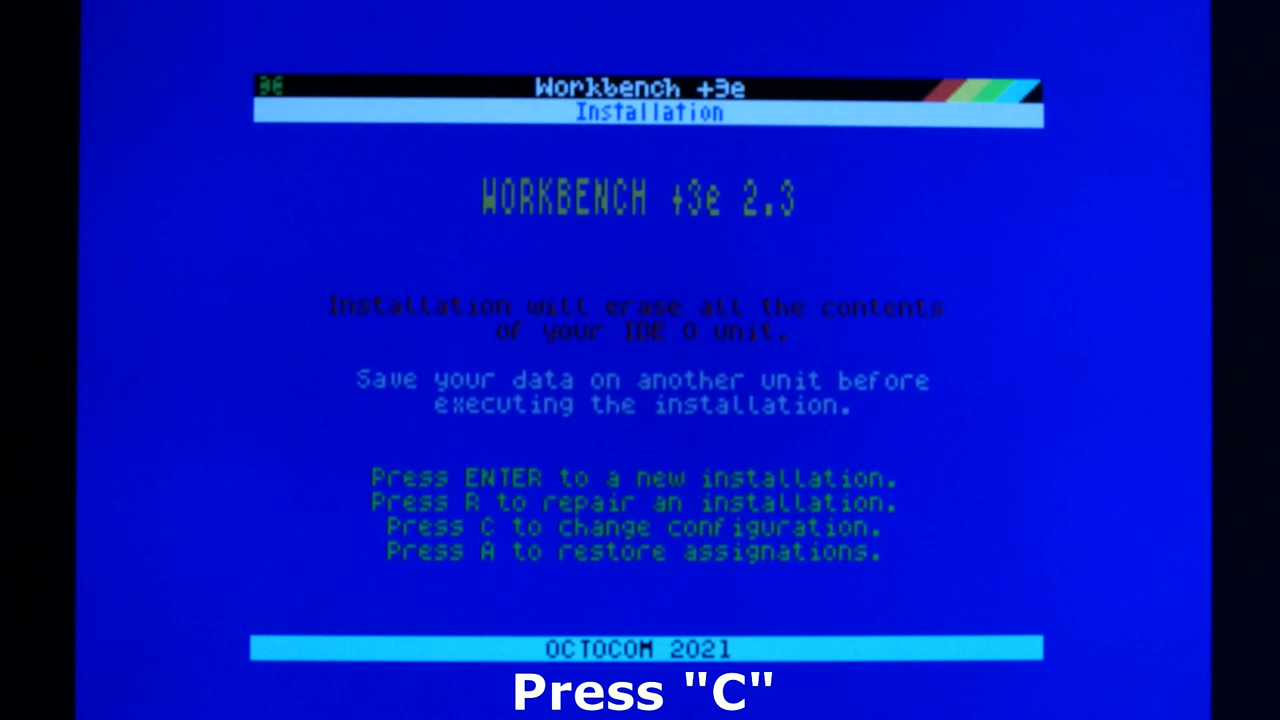 3e
Workbench +3e
Installation
WORKBENCH +3e 2.3
Installation will erase all the contents
of your IDE 0 unit.
Save your data on another unit before
executing the installation.
Press ENTER to a new installation.
Press R to repair an installation.
Press C to change configuration.
Press A to restore assignations.
OCTOCOM 2021
Press "C"